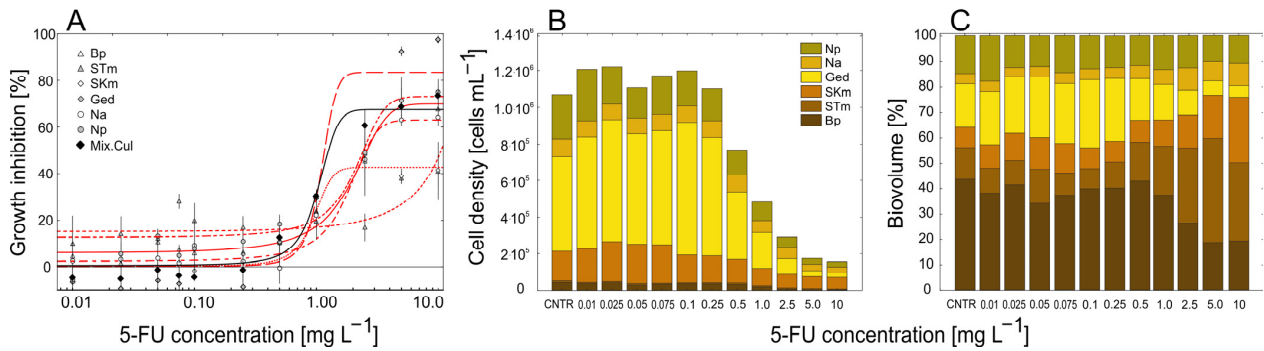 A
Growth inhibition [%]
100
80
60
40
20
0
Bp
STm
SKm
Ged
Na
Np
Mix.Cul
0.01
0.10
1.00
10.0
5-FU concentration [mg L⁻¹]
B
Cell density [cells mL⁻¹]
1.4·10⁶
1.2·10⁶
1.0·10⁶
8·10⁵
6·10⁵
4·10⁵
2·10⁵
0
Np
Na
Ged
SKm
STm
Bp
CNTR 0.01 0.025 0.05 0.075 0.1 0.25 0.5 1.0 2.5 5.0 10
C
Biovolume [%]
100
90
80
70
60
50
40
30
20
10
0
CNTR 0.01 0.025 0.05 0.075 0.1 0.25 0.5 1.0 2.5 5.0 10
5-FU concentration [mg L⁻¹]